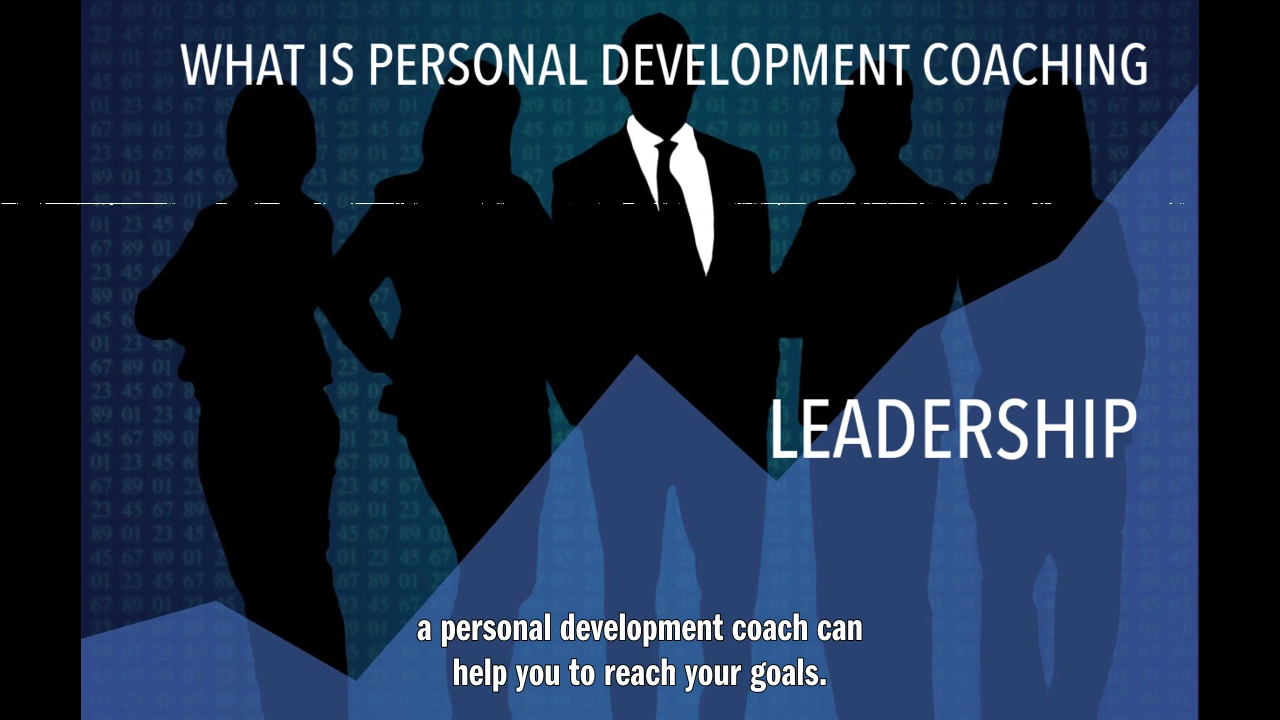 WHAT IS PERSONAL DEVELOPMENT COACHING
LEADERSHIP
a personal development coach can
help you to reach your goals.